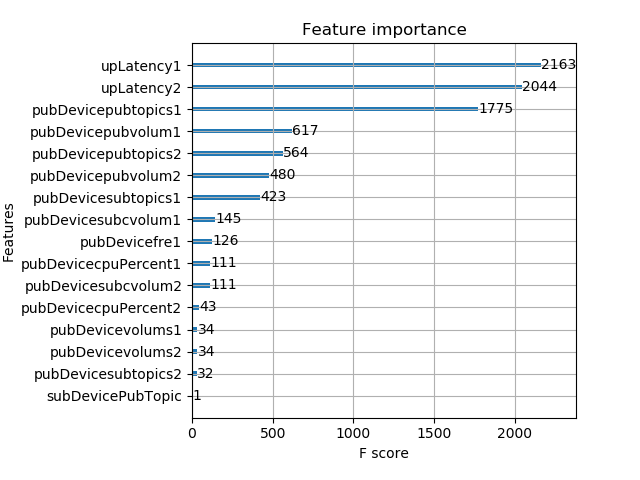 Feature importance
upLatency1 2163
upLatency2 2044
pubDevicepubtopics1 1775
pubDevicepubvolum1 617
pubDevicepubtopics2 564
pubDevicepubvolum2 480
pubDevicesubtopics1 423
pubDevicesubcvolum1 145
pubDevicefre1 126
pubDevicecpuPercent1 111
pubDevicesubcvolum2 111
pubDevicecpuPercent2 43
pubDevicevolums1 34
pubDevicevolums2 34
pubDevicesubtopics2 32
subDevicePubTopic 1
Features
0 500 1000 1500 2000
F score